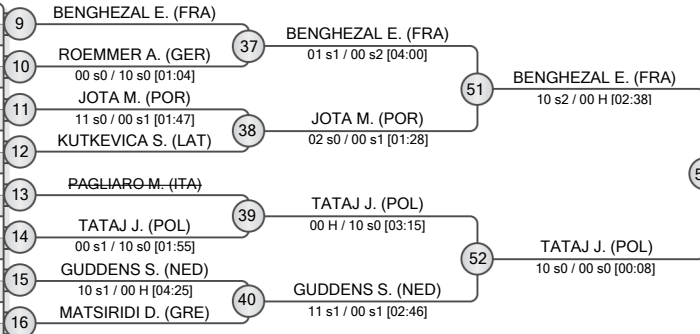 9
BENGHEZAL E. (FRA)
10
ROEMMER A. (GER)
00 s0 / 10 s0 [01:04]
37
BENGHEZAL E. (FRA)
01 s1 / 00 s2 [04:00]
11
JOTA M. (POR)
11 s0 / 00 s1 [01:47]
12
KUTKEVICA S. (LAT)
38
JOTA M. (POR)
02 s0 / 00 s1 [01:28]
51
BENGHEZAL E. (FRA)
10 s2 / 00 H [02:38]
13
PAGLIARO M. (ITA)
14
TATAJ J. (POL)
00 s1 / 10 s0 [01:55]
39
TATAJ J. (POL)
00 H / 10 s0 [03:15]
15
GUDDENS S. (NED)
10 s1 / 00 H [04:25]
16
MATSIRIDI D. (GRE)
40
GUDDENS S. (NED)
11 s1 / 00 s1 [02:46]
52
TATAJ J. (POL)
10 s0 / 00 s0 [00:08]